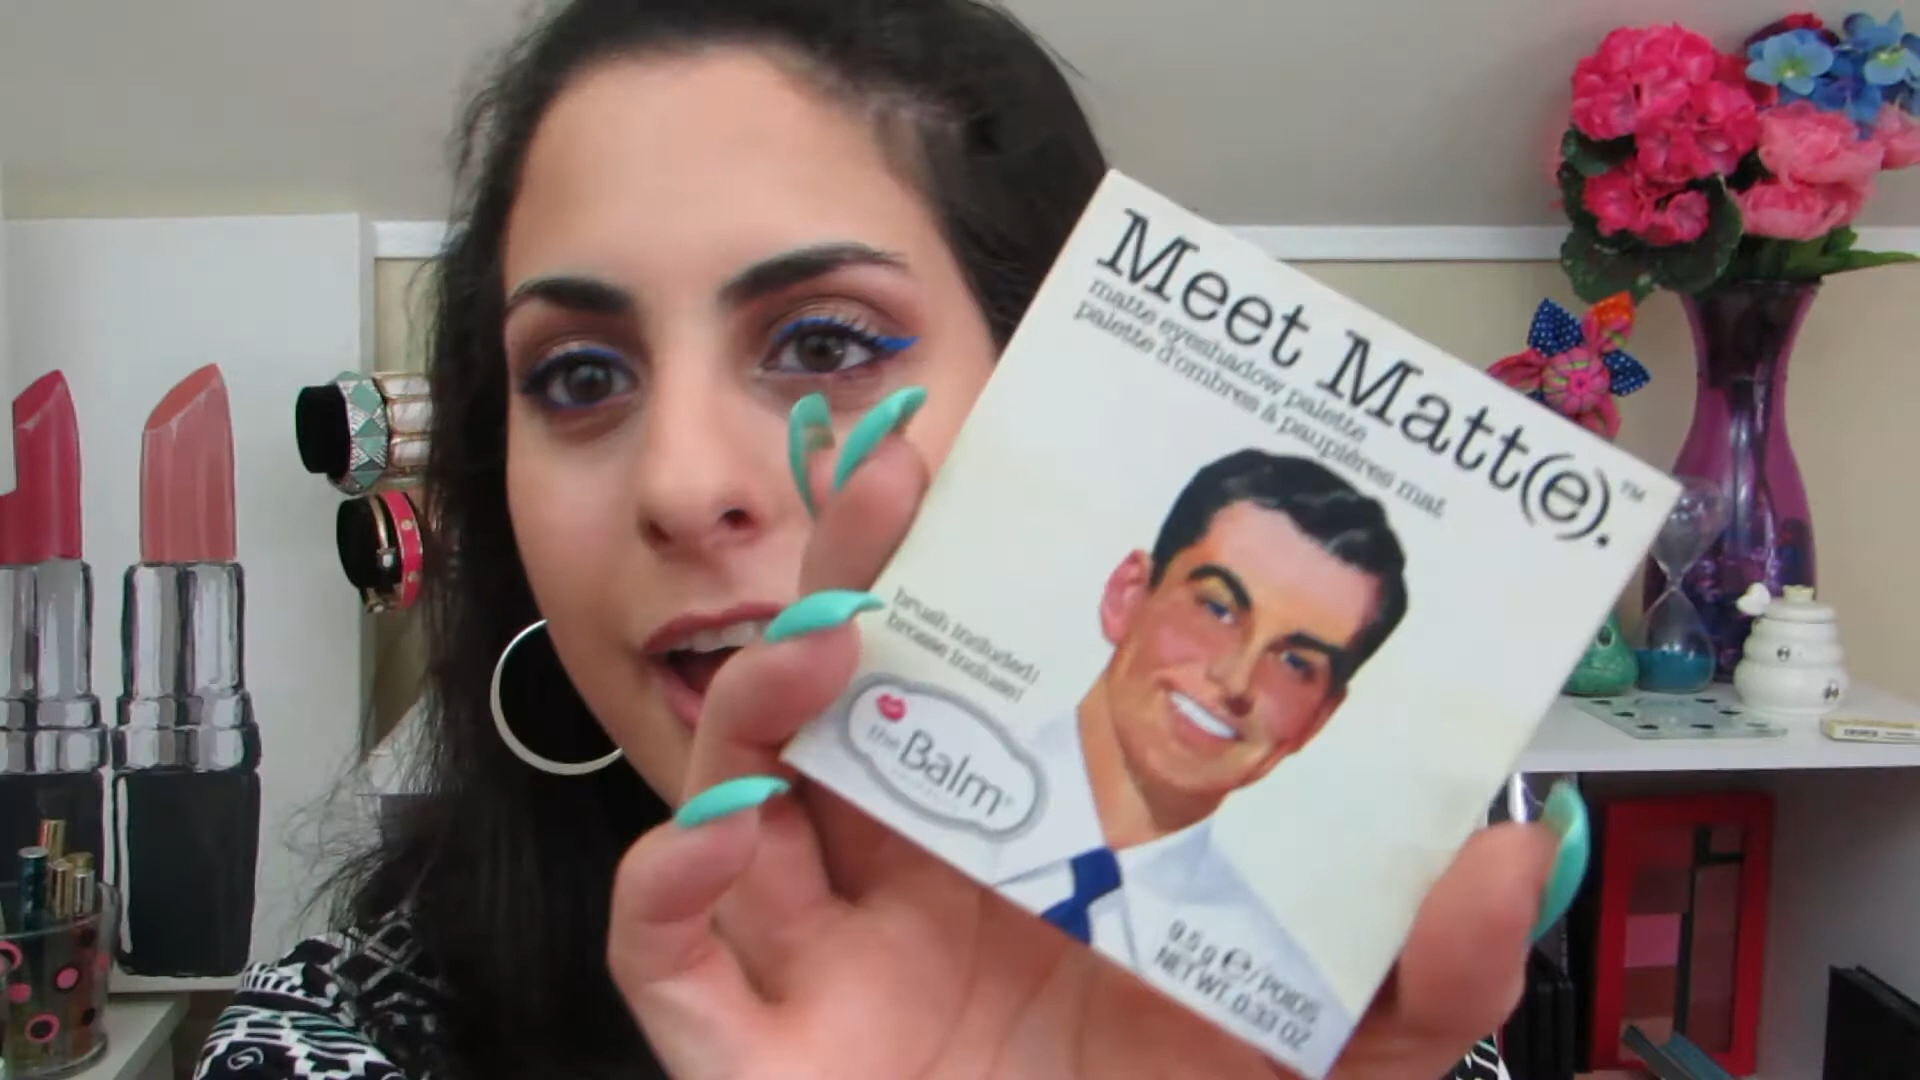 Meet Matt(e).™
matte eyeshadow palette
palette d'ombres à paupières mat
brush included!
brosse incluse!
the Balm®
9.5 g ℮/POIDS
NET WT. 0.33 OZ